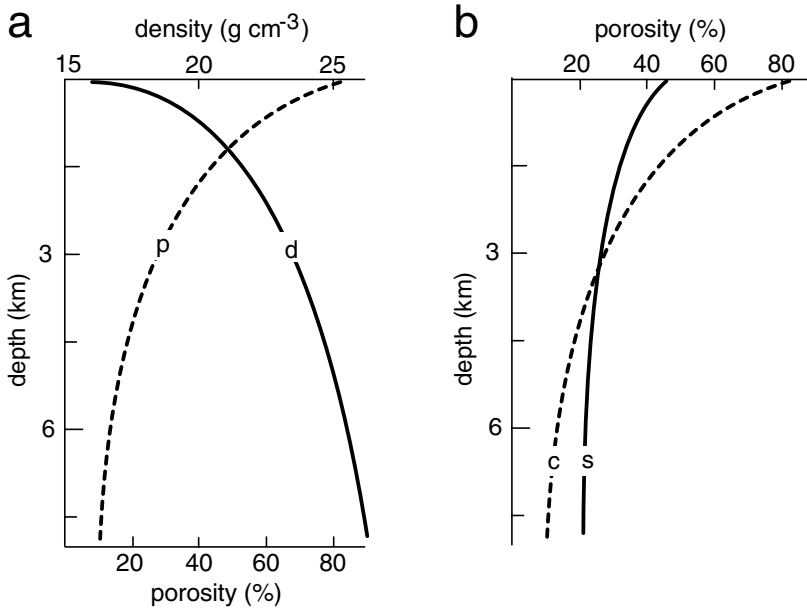 a
density (g cm-3)
15 21 25
p
d
3
6
depth (km)
20 40 60 80
porosity (%)
b
porosity (%)
20 40 60 80
3
6
depth (km)
c s